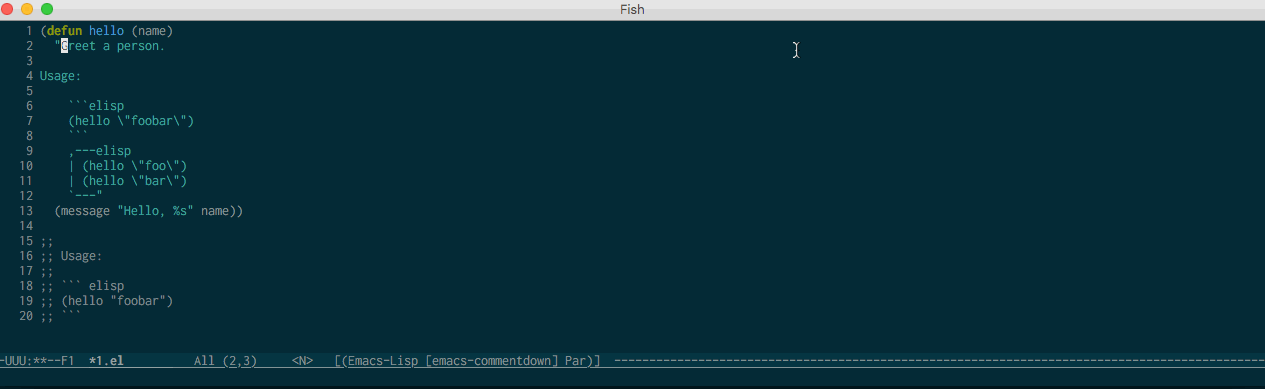 Fish
1 (defun hello (name)
2   "Greet a person.
3
4 Usage:
5
6     ```elisp
7     (hello \"foobar\")
8     ```
9     ,---elisp
10     | (hello \"foo\")
11     | (hello \"bar\")
12     `---"
13   (message "Hello, %s" name))
14
15 ;;
16 ;; Usage:
17 ;;
18 ;; ``` elisp
19 ;; (hello "foobar")
20 ;; ```
-UUU:**--F1  *1.el          All (2,3)     <N>   [(Emacs-Lisp [emacs-commentdown] Par)]  ---------------------------------------------------------------------------------------------